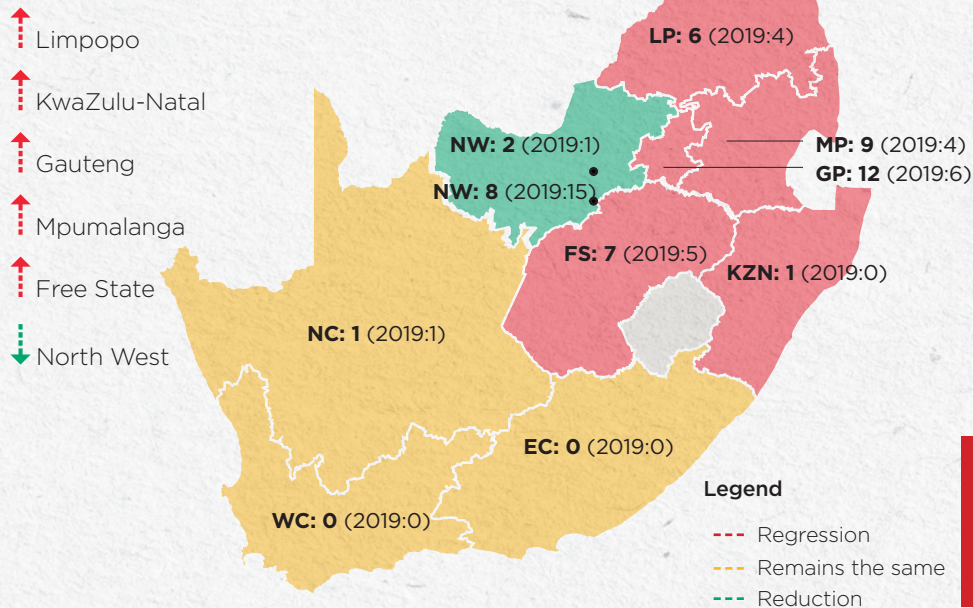 Limpopo
KwaZulu-Natal
Gauteng
Mpumalanga
Free State
North West
LP: 6 (2019:4)
NW: 2 (2019:1)
MP: 9 (2019:4)
GP: 12 (2019:6)
NW: 8 (2019:15)
FS: 7 (2019:5)
KZN: 1 (2019:0)
NC: 1 (2019:1)
EC: 0 (2019:0)
WC: 0 (2019:0)
Legend
Regression
Remains the same
Reduction